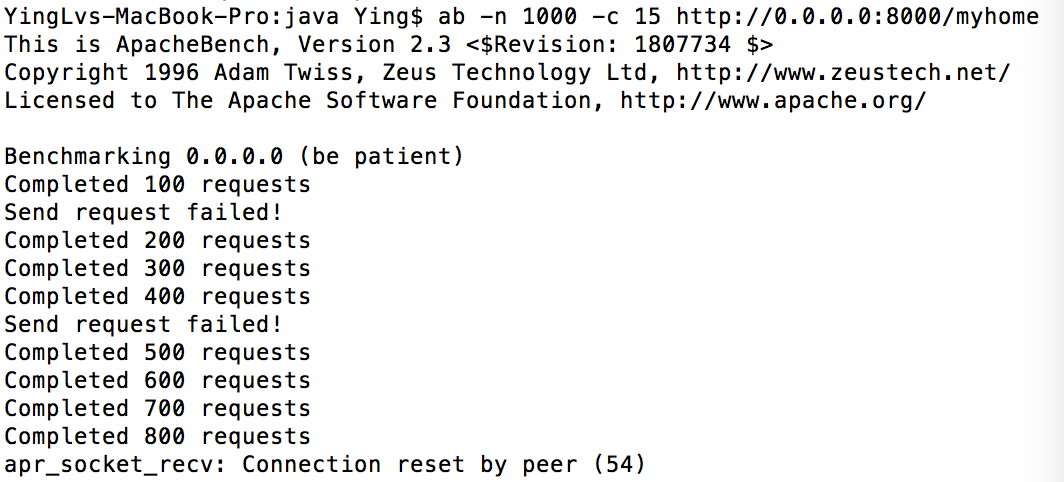 YingLvs-MacBook-Pro:java Ying$ ab -n 1000 -c 15 http://0.0.0.0:8000/myhome
This is ApacheBench, Version 2.3 <$Revision: 1807734 $>
Copyright 1996 Adam Twiss, Zeus Technology Ltd, http://www.zeustech.net/
Licensed to The Apache Software Foundation, http://www.apache.org/
Benchmarking 0.0.0.0 (be patient)
Completed 100 requests
Send request failed!
Completed 200 requests
Completed 300 requests
Completed 400 requests
Send request failed!
Completed 500 requests
Completed 600 requests
Completed 700 requests
Completed 800 requests
apr_socket_recv: Connection reset by peer (54)